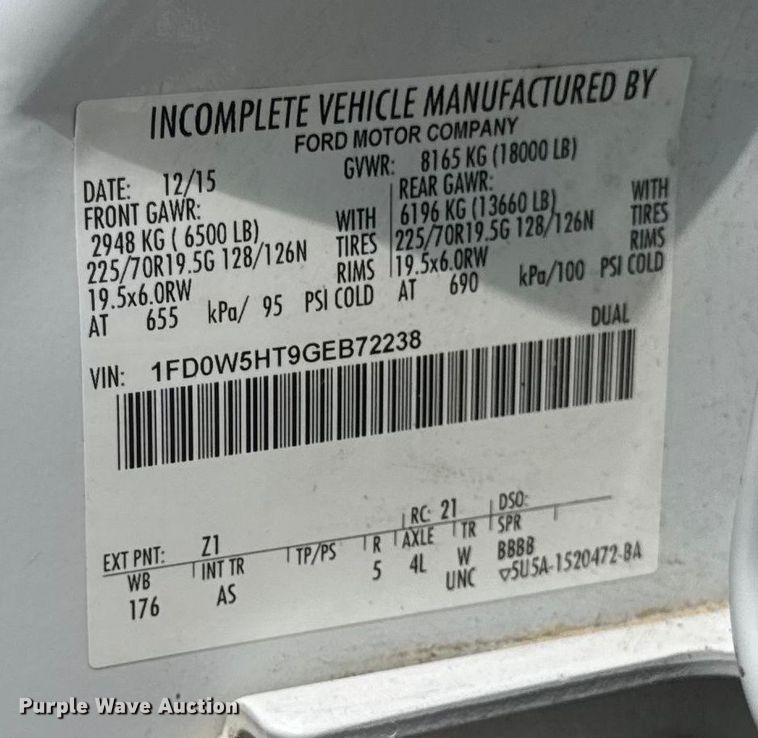 INCOMPLETE VEHICLE MANUFACTURED BY
FORD MOTOR COMPANY
DATE: 12/15 GVWR: 8165 KG (18000 LB)
FRONT GAWR: REAR GAWR:
2948 KG ( 6500 LB) WITH 6196 KG (13660 LB) WITH
225/70R19.5G 128/126N TIRES 225/70R19.5G 128/126N TIRES
19.5x6.0RW RIMS 19.5x6.0RW RIMS
AT 655 kPa/ 95 PSI COLD AT 690 kPa/100 PSI COLD
DUAL
VIN: 1FD0W5HT9GEB72238
EXT PNT: Z1 RC: 21 DSO:
WB INT TR TP/PS R AXLE TR SPR
176 AS 5 4L W BBBB
UNC ▽5U5A-1520472-BA
Purple Wave Auction